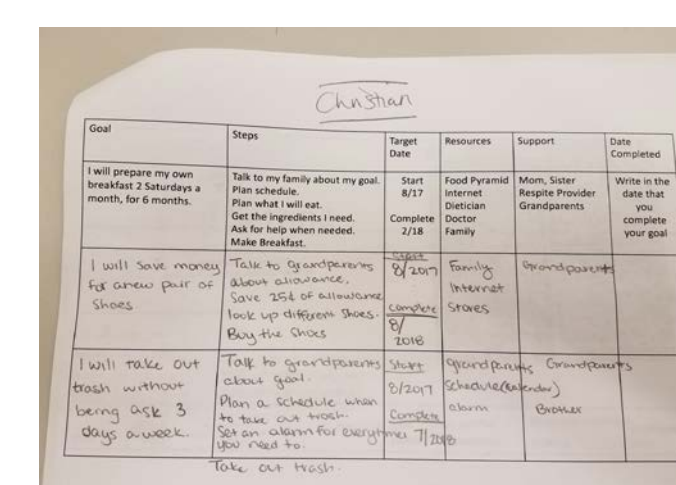 Christian
Goal
Steps
Target
Date
Resources
Support
Date
Completed
I will prepare my own
breakfast 2 Saturdays a
month, for 6 months.
Talk to my family about my goal.
Plan schedule.
Plan what I will eat.
Get the ingredients I need.
Ask for help when needed.
Make Breakfast.
Start
8/17
Complete
2/18
Food Pyramid
Internet
Dietician
Doctor
Family
Mom, Sister
Respite Provider
Grandparents
Write in the
date that
you
complete
your goal
I will save money
for a new pair of
Shoes.
Talk to grandparents
about allowance.
Save 25¢ of allowance
look up different shoes.
Buy the Shoes
Start
8/2017
complete
8/
2018
Family
Internet
Stores
Grandparents
I will take out
trash without
being ask 3
days a week.
Talk to grandparents
about goal.
Plan a schedule when
to take out trash.
Set an alarm for everytime
you need to.
Take out trash.
Start
8/2017
Complete
7/2018
grandparents
Schedule(calendar)
alarm
Grandparents
Brother